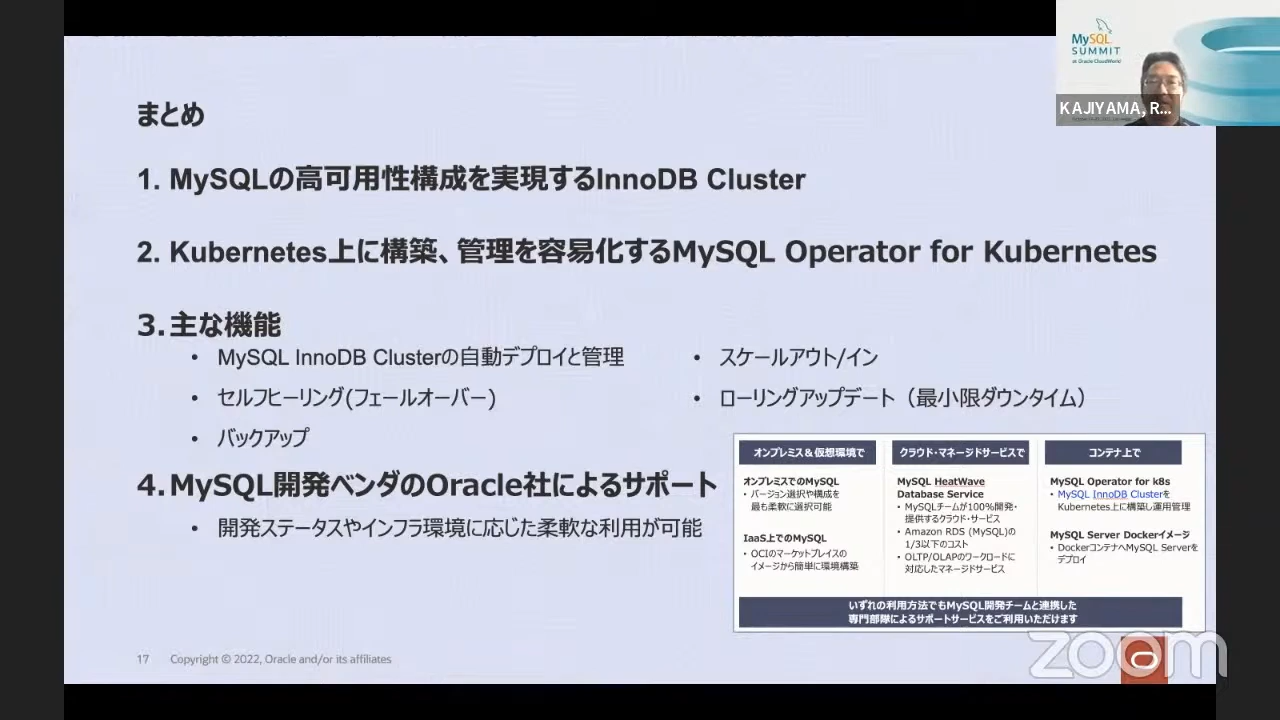 MySQL
SUMMIT
at Oracle CloudWorld
KAJIYAMA, R...
まとめ
1. MySQLの高可用性構成を実現するInnoDB Cluster
2. Kubernetes上に構築、管理を容易化するMySQL Operator for Kubernetes
3. 主な機能
• MySQL InnoDB Clusterの自動デプロイと管理
• セルフヒーリング(フェールオーバー)
• バックアップ
• スケールアウト/イン
• ローリングアップデート（最小限ダウンタイム）
4. MySQL開発ベンダのOracle社によるサポート
• 開発ステータスやインフラ環境に応じた柔軟な利用が可能
オンプレミス＆仮想環境で
オンプレミスでのMySQL
• バージョン選択や構成を
最も柔軟に選択可能
IaaS上でのMySQL
• OCIのマーケットプレイスの
イメージから簡単に環境構築
クラウド・マネージドサービスで
MySQL HeatWave
Database Service
• MySQLチームが100%開発・
提供するクラウド・サービス
• Amazon RDS (MySQL)の
1/3以下のコスト
• OLTP/OLAPのワークロードに
対応したマネージドサービス
コンテナ上で
MySQL Operator for k8s
• MySQL InnoDB Clusterを
Kubernetes上に構築し運用管理
MySQL Server Dockerイメージ
• DockerコンテナへMySQL Serverを
デプロイ
いずれの利用方法でもMySQL開発チームと連携した
専門部隊によるサポートサービスをご利用いただけます
17 Copyright © 2022, Oracle and/or its affiliates
zoom